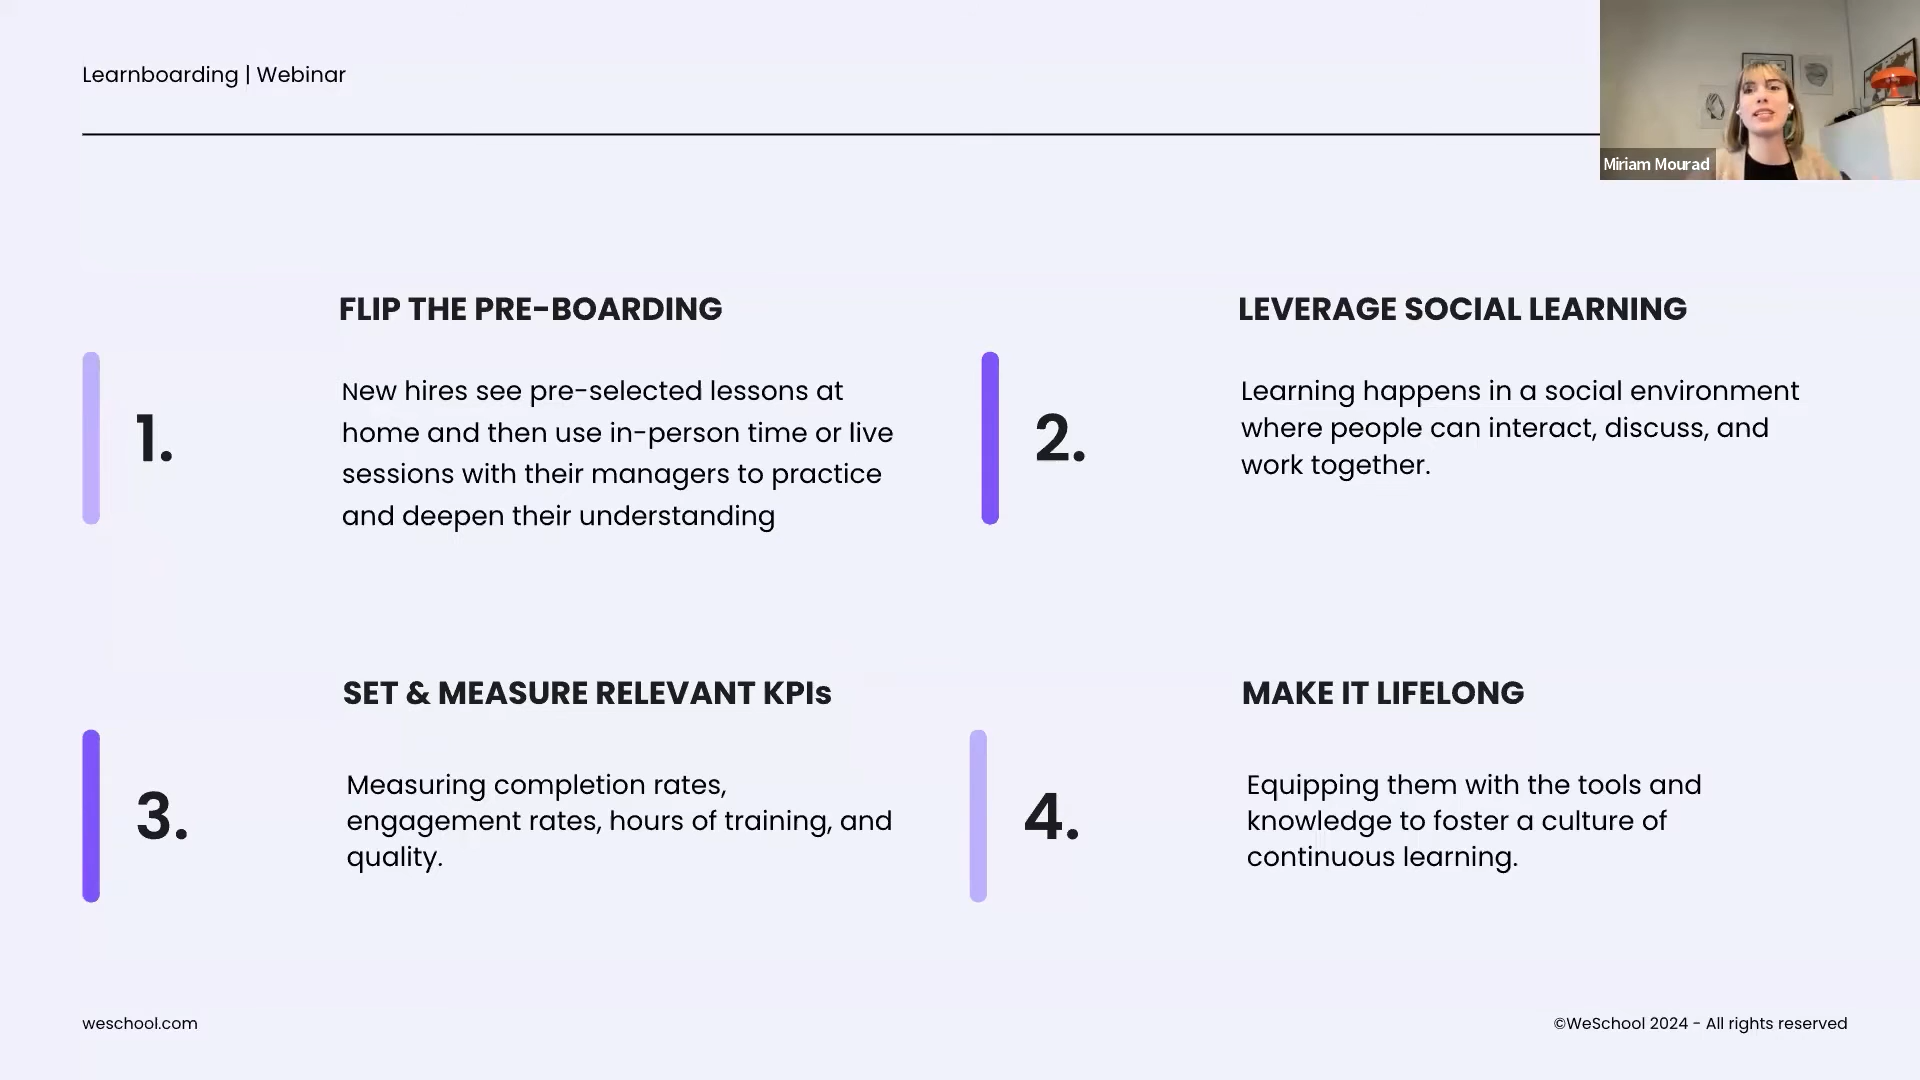 Learnboarding | Webinar
Miriam Mourad
FLIP THE PRE-BOARDING
1.
New hires see pre-selected lessons at
home and then use in-person time or live
sessions with their managers to practice
and deepen their understanding
LEVERAGE SOCIAL LEARNING
2.
Learning happens in a social environment
where people can interact, discuss, and
work together.
SET & MEASURE RELEVANT KPIs
3.
Measuring completion rates,
engagement rates, hours of training, and
quality.
MAKE IT LIFELONG
4.
Equipping them with the tools and
knowledge to foster a culture of
continuous learning.
weschool.com
©WeSchool 2024 - All rights reserved